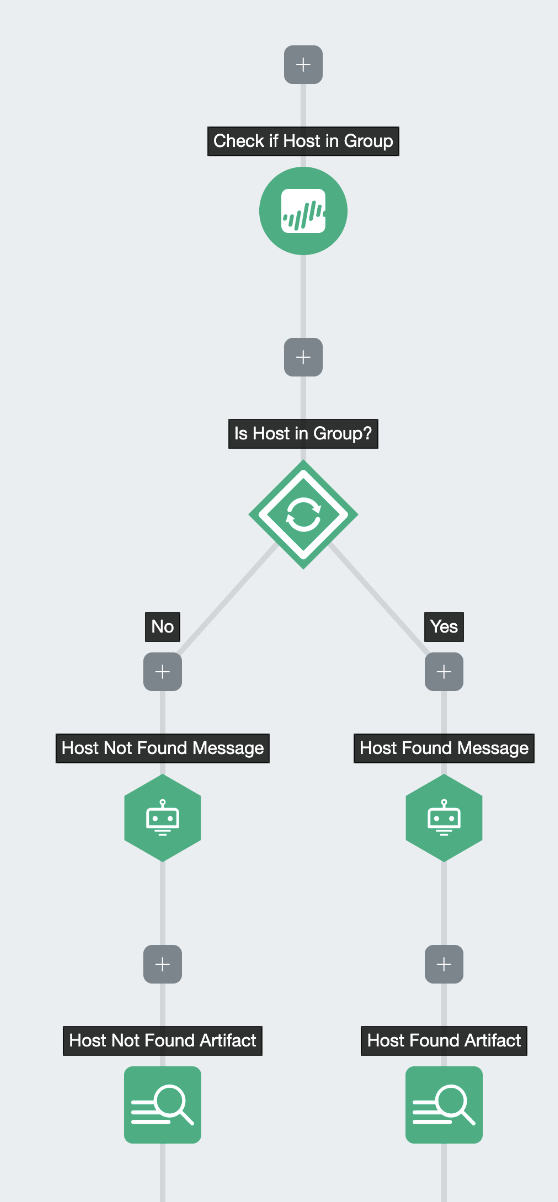 Check if Host in Group
Is Host in Group?
No
Yes
Host Not Found Message
Host Found Message
Host Not Found Artifact
Host Found Artifact